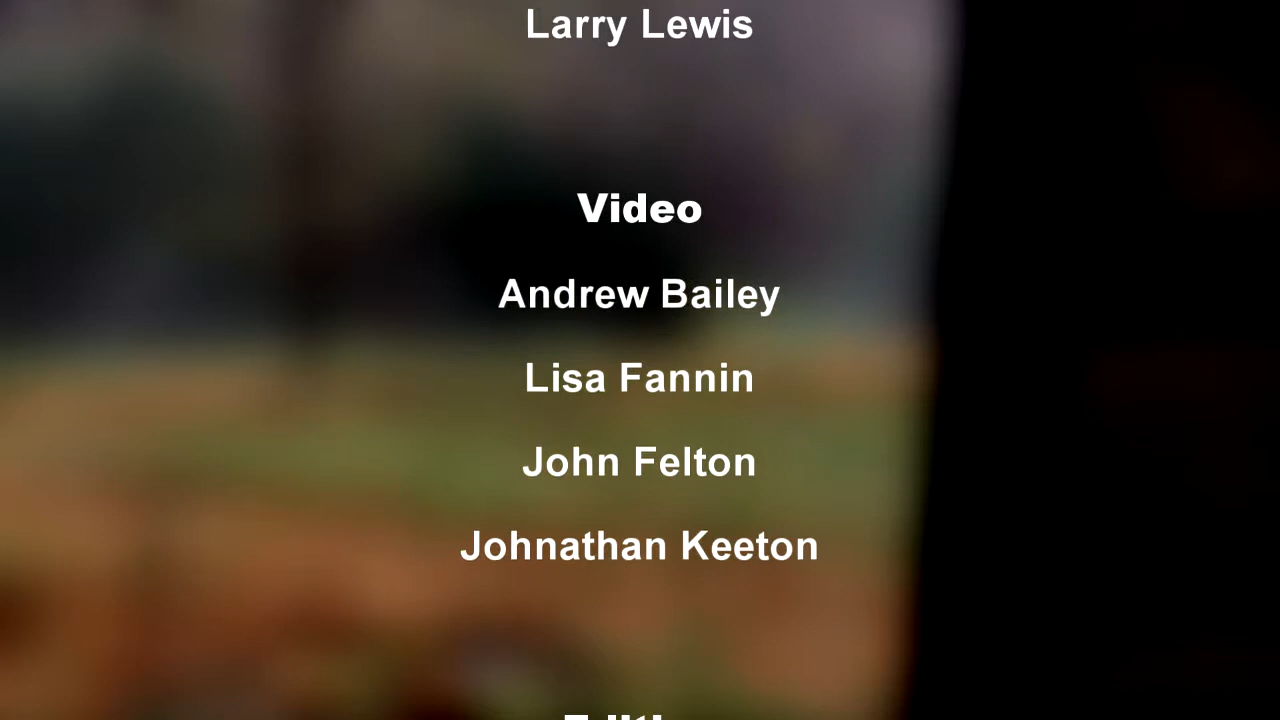 Larry Lewis
Video
Andrew Bailey
Lisa Fannin
John Felton
Johnathan Keeton